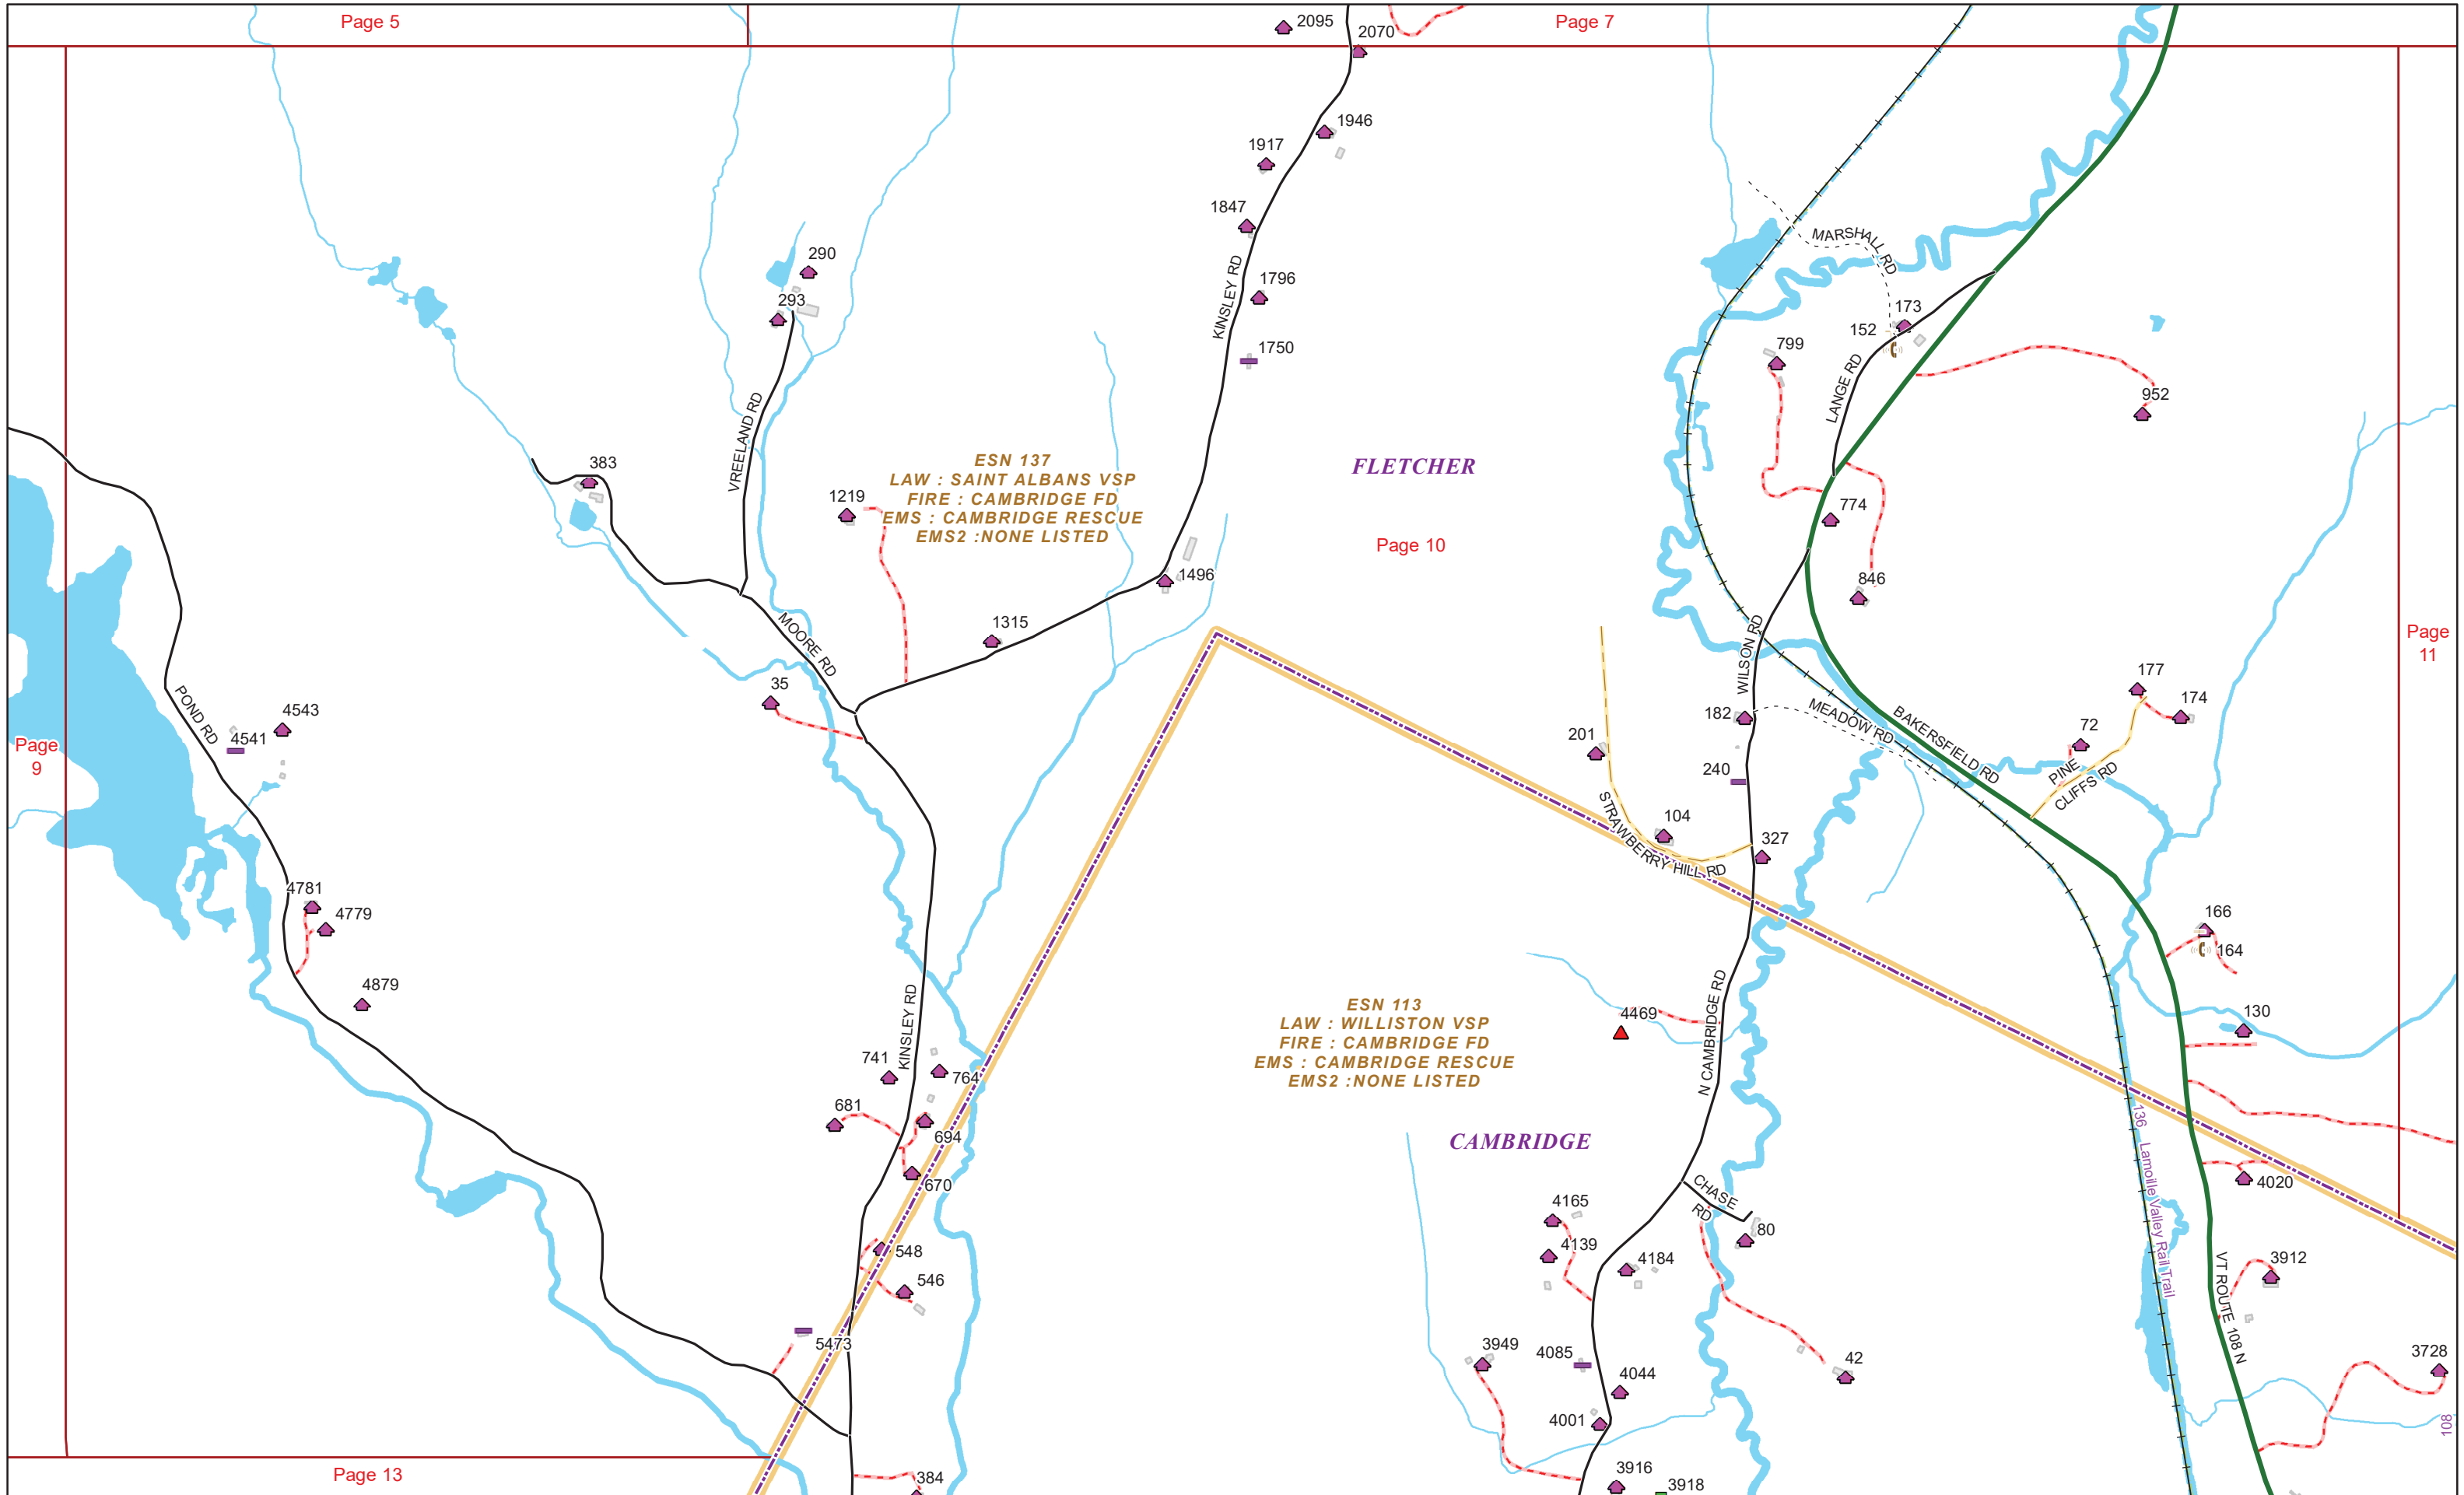 Page 5
2095
Page 7
2070
1946
1917
1847
290
KINSLEY RD
1796
293
1750
MARSHALL RD
173
152
799
LANGE RD
952
VREELAND RD
383
ESN 137
LAW : SAINT ALBANS VSP
FIRE : CAMBRIDGE FD
EMS : CAMBRIDGE RESCUE
EMS2 :NONE LISTED
FLETCHER
1219
774
Page 10
1496
846
MOORE RD
1315
WILSON RD
Page
11
35
177
174
POND RD
4543
4541
182
MEADOW RD
BAKERSFIELD RD
72
201
Page
9
240
PINE
CLIFFS RD
104
STRAWBERRY HILL RD
327
4781
4779
166
164
4879
KINSLEY RD
ESN 113
LAW : WILLISTON VSP
FIRE : CAMBRIDGE FD
EMS : CAMBRIDGE RESCUE
EMS2 :NONE LISTED
4469
N CAMBRIDGE RD
130
741
764
681
694
CAMBRIDGE
136 Lamoille Valley Rail Trail
670
4020
CHASE
RD
4165
80
4139
4184
548
546
3912
VT ROUTE 108 N
5473
3949
4085
42
3728
4044
4001
108
Page 13
384
3916
3918